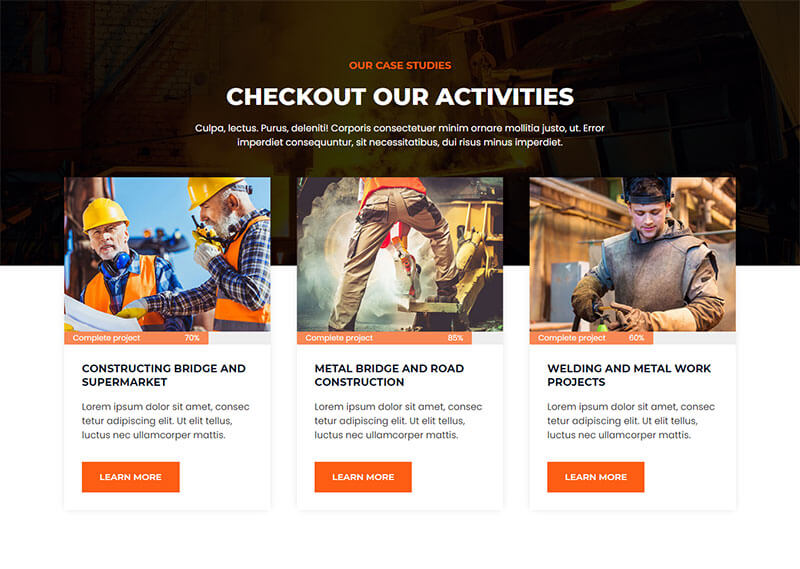 OUR CASE STUDIES
CHECKOUT OUR ACTIVITIES
Culpa, lectus. Purus, deleniti! Corporis consectetuer minim ornare mollitia justo, ut. Error
imperdiet consequuntur, sit necessitatibus, dui risus minus imperdiet.
Complete project 70%
CONSTRUCTING BRIDGE AND
SUPERMARKET
Lorem ipsum dolor sit amet, consec
tetur adipiscing elit. Ut elit tellus,
luctus nec ullamcorper mattis.
LEARN MORE
Complete project 85%
METAL BRIDGE AND ROAD
CONSTRUCTION
Lorem ipsum dolor sit amet, consec
tetur adipiscing elit. Ut elit tellus,
luctus nec ullamcorper mattis.
LEARN MORE
Complete project 60%
WELDING AND METAL WORK
PROJECTS
Lorem ipsum dolor sit amet, consec
tetur adipiscing elit. Ut elit tellus,
luctus nec ullamcorper mattis.
LEARN MORE